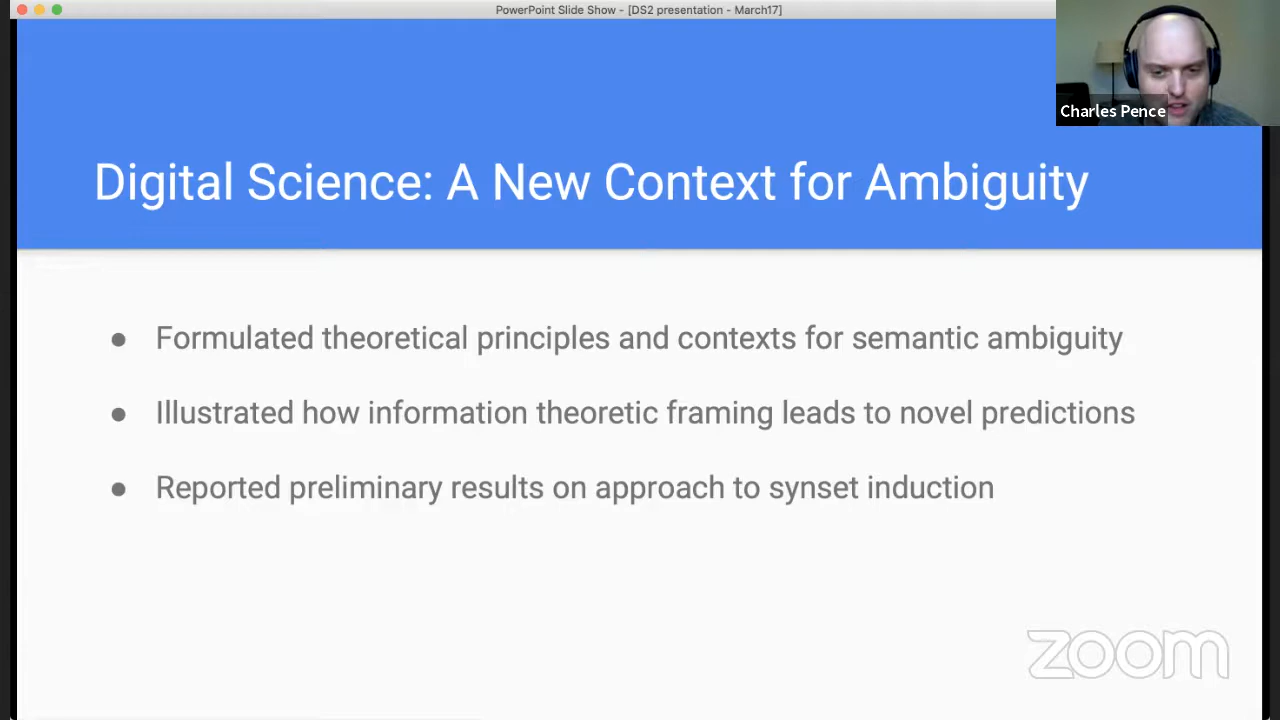 PowerPoint Slide Show - [DS2 presentation - March17]
Charles Pence
Digital Science: A New Context for Ambiguity
● Formulated theoretical principles and contexts for semantic ambiguity
● Illustrated how information theoretic framing leads to novel predictions
● Reported preliminary results on approach to synset induction
zoom